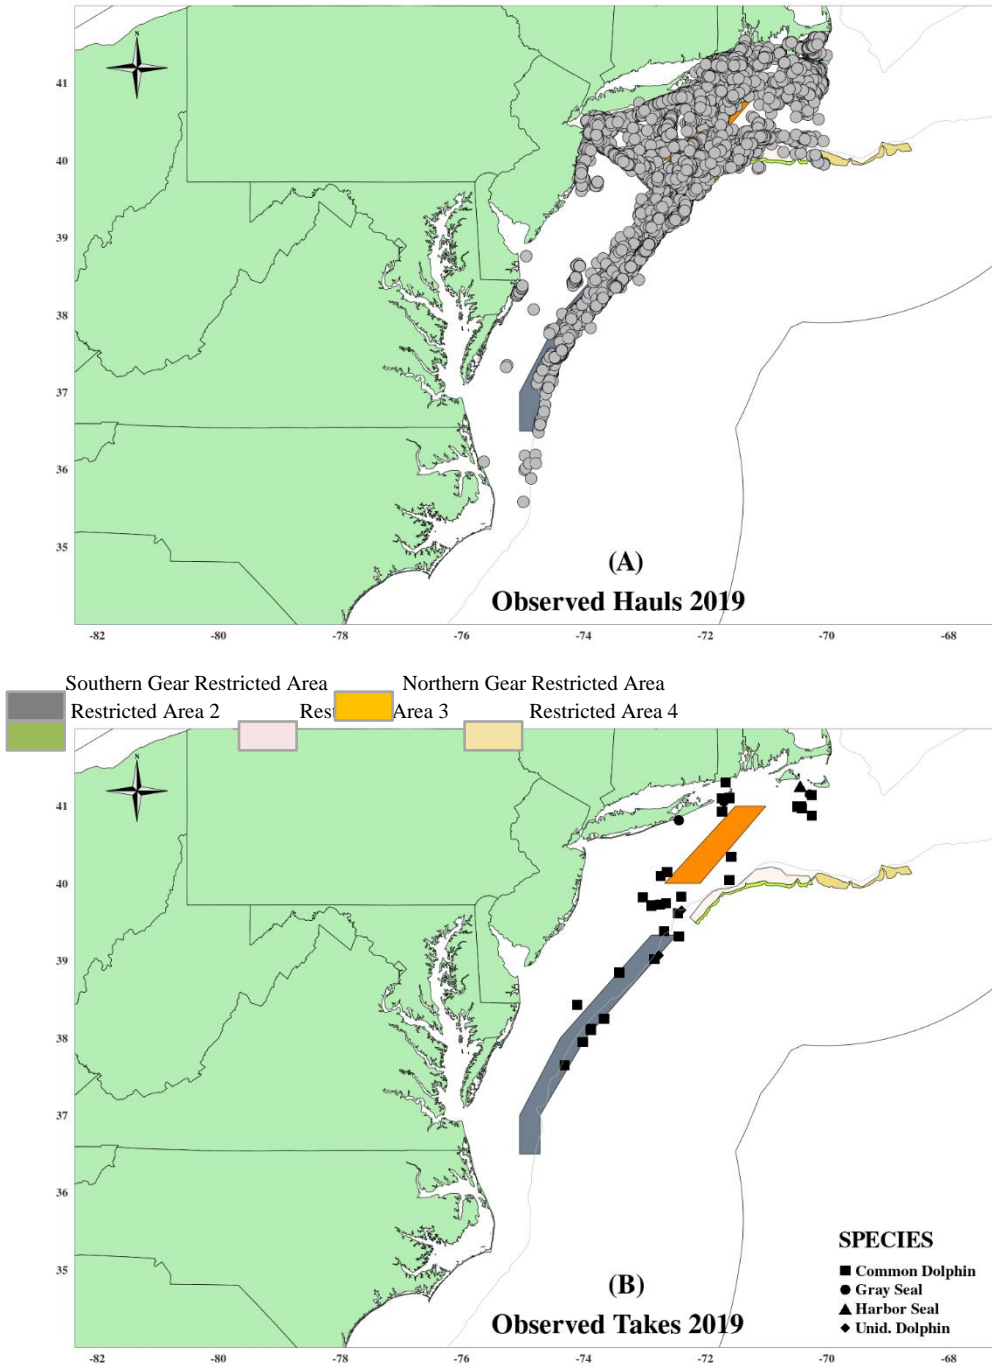 N
41
40
39
38
37
36
35
(A)
Observed Hauls 2019
-82 -80 -78 -76 -74 -72 -70 -68
Southern Gear Restricted Area Northern Gear Restricted Area
Restricted Area 2 Area 3 Restricted Area 4
N
41
40
39
38
37
36
35
SPECIES
Common Dolphin
Gray Seal
Harbor Seal
Unid. Dolphin
(B)
Observed Takes 2019
-82 -80 -78 -76 -74 -72 -70 -68